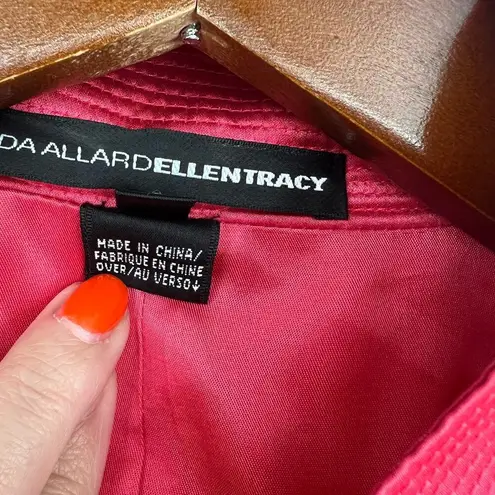 DA ALLARDELLENTRACY
MADE IN CHINA/
FABRIQUE EN CHINE
OVER/AU VERSO↓